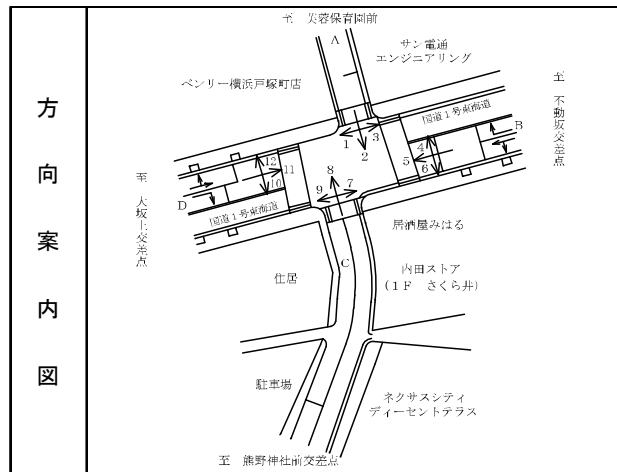 方向案内図
至　芙蓉保育園前
A
サン電通
エンジニアリング
ベンリー横浜戸塚町店
至　不動坂交差点
国道１号東海道
B
1
3
2
4
5
6
12
11
10
8
7
9
D
国道１号東海道
至　大坂上交差点
居酒屋みはる
C
住居
内田ストア
（１Ｆ　さくら井）
駐車場
ネクサスシティ
ディーセントテラス
至　熊野神社前交差点